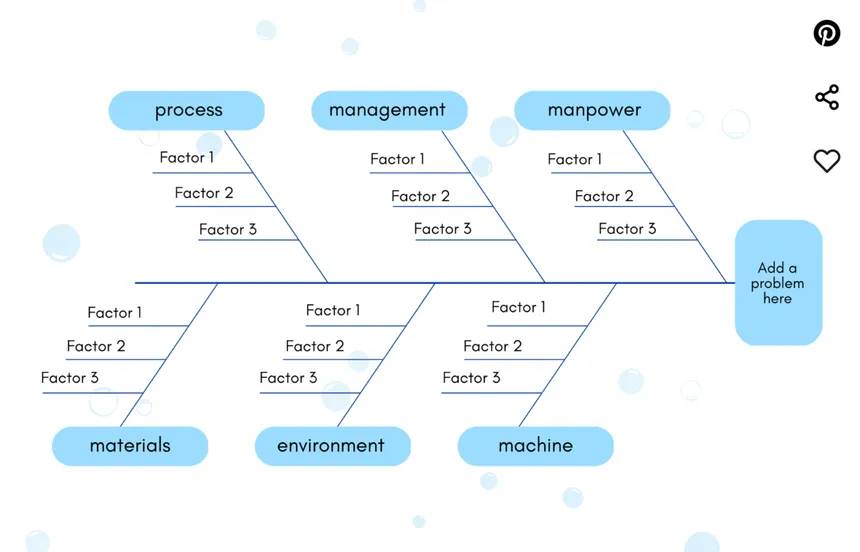 process
management
manpower
Factor 1
Factor 2
Factor 3
Factor 1
Factor 2
Factor 3
Factor 1
Factor 2
Factor 3
Add a
problem
here
Factor 1
Factor 2
Factor 3
Factor 1
Factor 2
Factor 3
Factor 1
Factor 2
Factor 3
materials
environment
machine